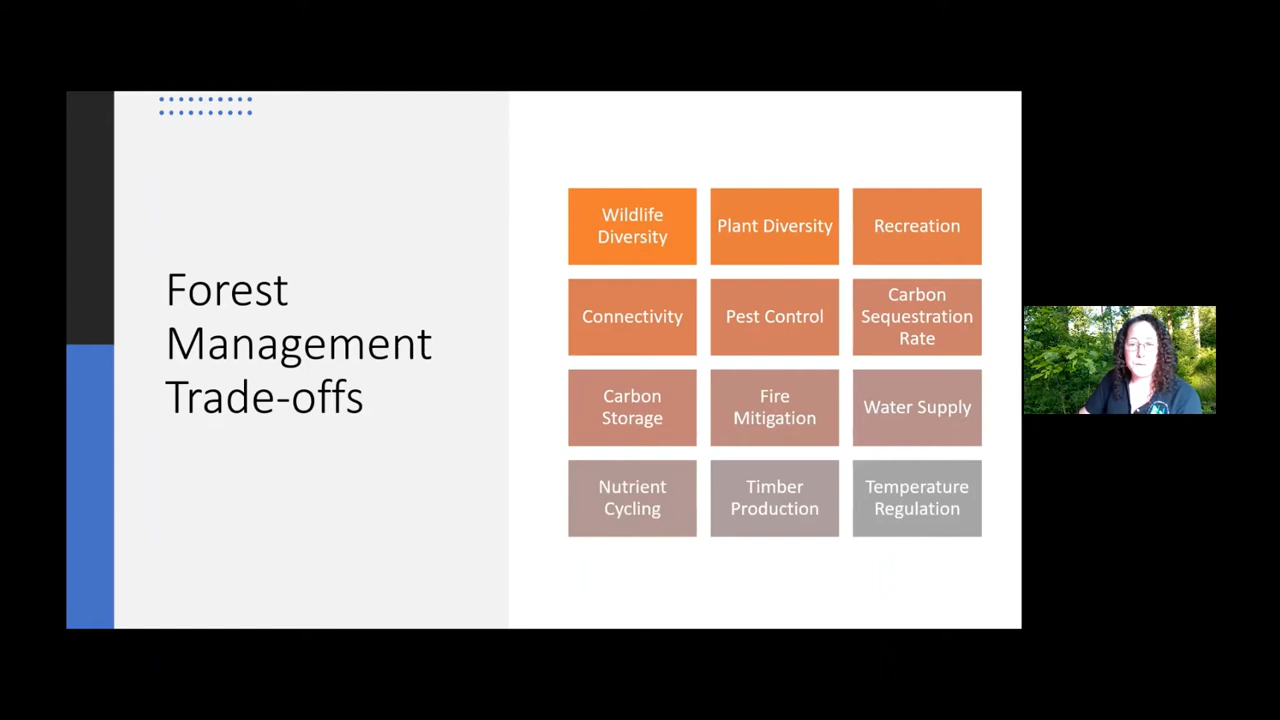 Forest
Management
Trade-offs
Wildlife
Diversity
Plant Diversity
Recreation
Connectivity
Pest Control
Carbon
Sequestration
Rate
Carbon
Storage
Fire
Mitigation
Water Supply
Nutrient
Cycling
Timber
Production
Temperature
Regulation